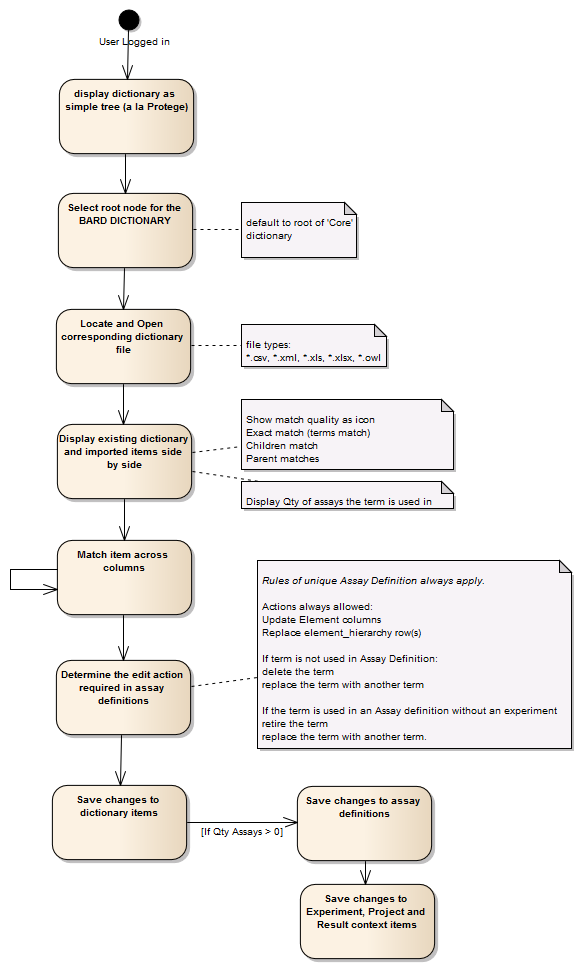 User Logged in
display dictionary as
simple tree (a la Protege)
Select root node for the
BARD DICTIONARY
default to root of 'Core'
dictionary
Locate and Open
corresponding dictionary
file
file types:
*.csv, *.xml, *.xls, *.xlsx, *.owl
Display existing dictionary
and imported items side
by side
Show match quality as icon
Exact match (terms match)
Children match
Parent matches
Display Qty of assays the term is used in
Match item across
columns
Rules of unique Assay Definition always apply.
Actions always allowed:
Update Element columns
Replace element_hierarchy row(s)
If term is not used in Assay Definition:
delete the term
replace the term with another term
If the term is used in an Assay definition without an experiment
retire the term
replace the term with another term.
Determine the edit action
required in assay
definitions
Save changes to
dictionary items
[If Qty Assays > 0]
Save changes to assay
definitions
Save changes to
Experiment, Project and
Result context items